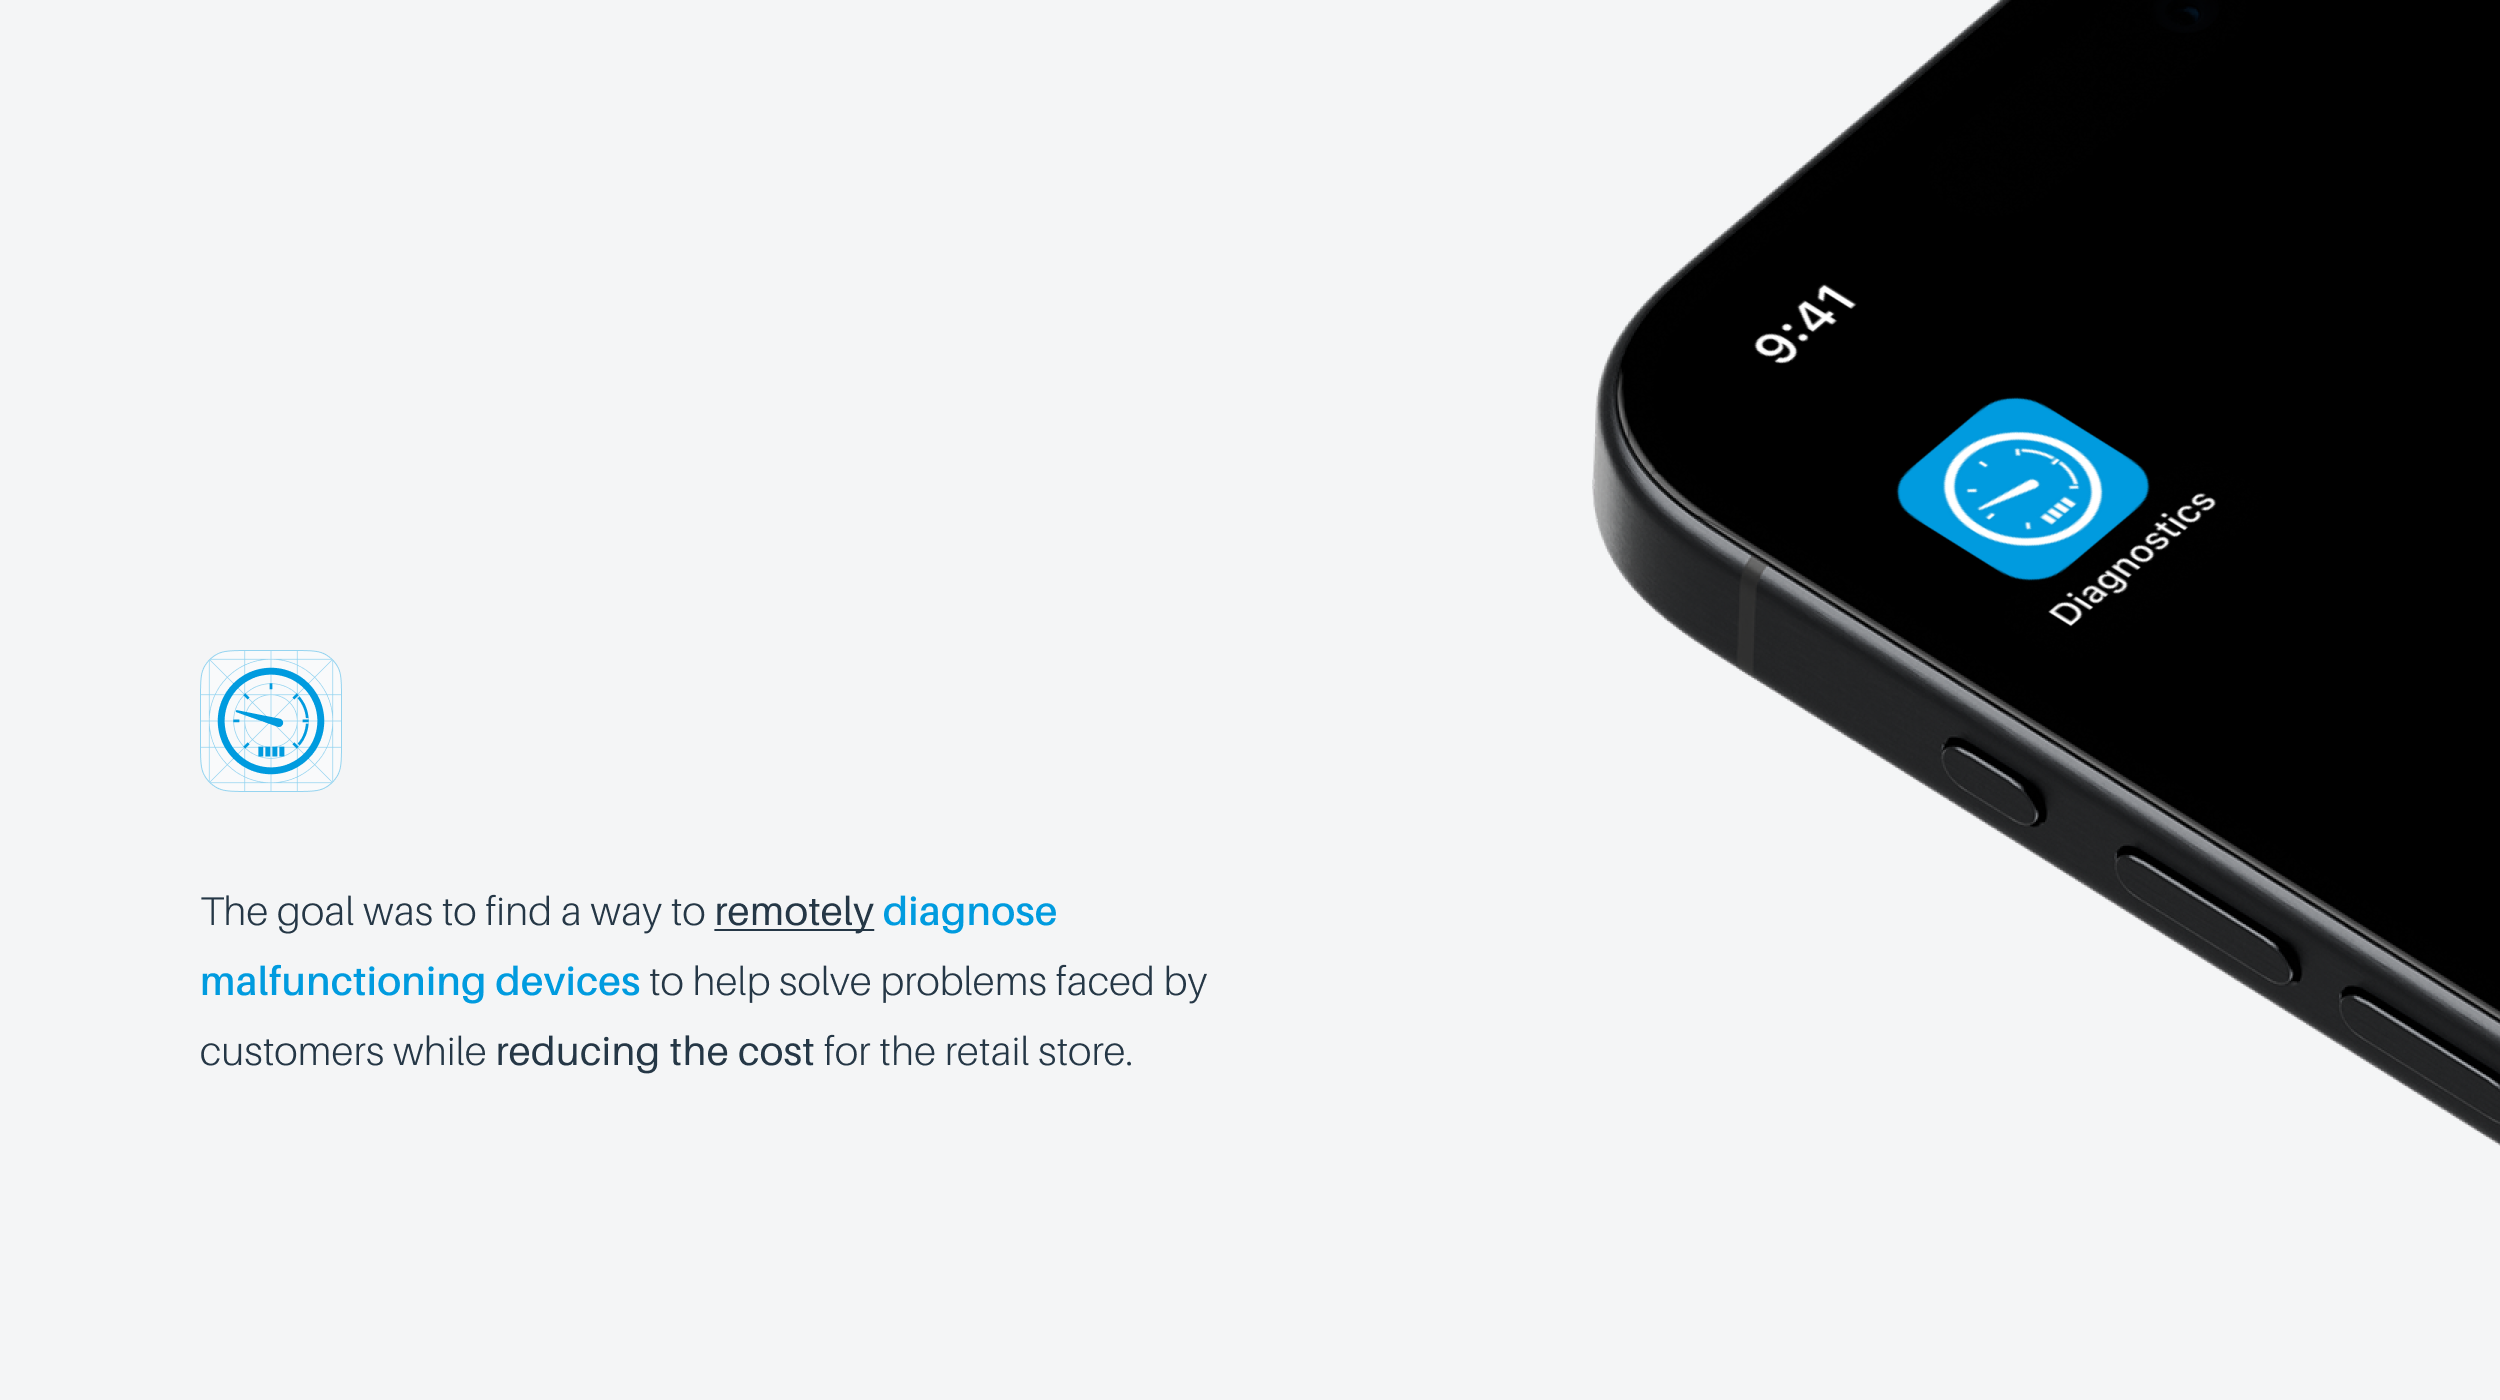 9:41
Diagnostics
The goal was to find a way to remotely diagnose
malfunctioning devices to help solve problems faced by
customers while reducing the cost for the retail store.